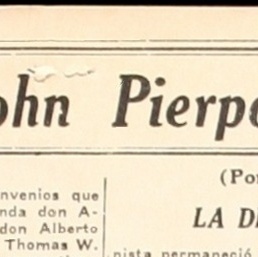 ohn Pierp
nvenios que
nda don A-
don Alberto
Thomas W.
(Po
LA D
nista permaneció